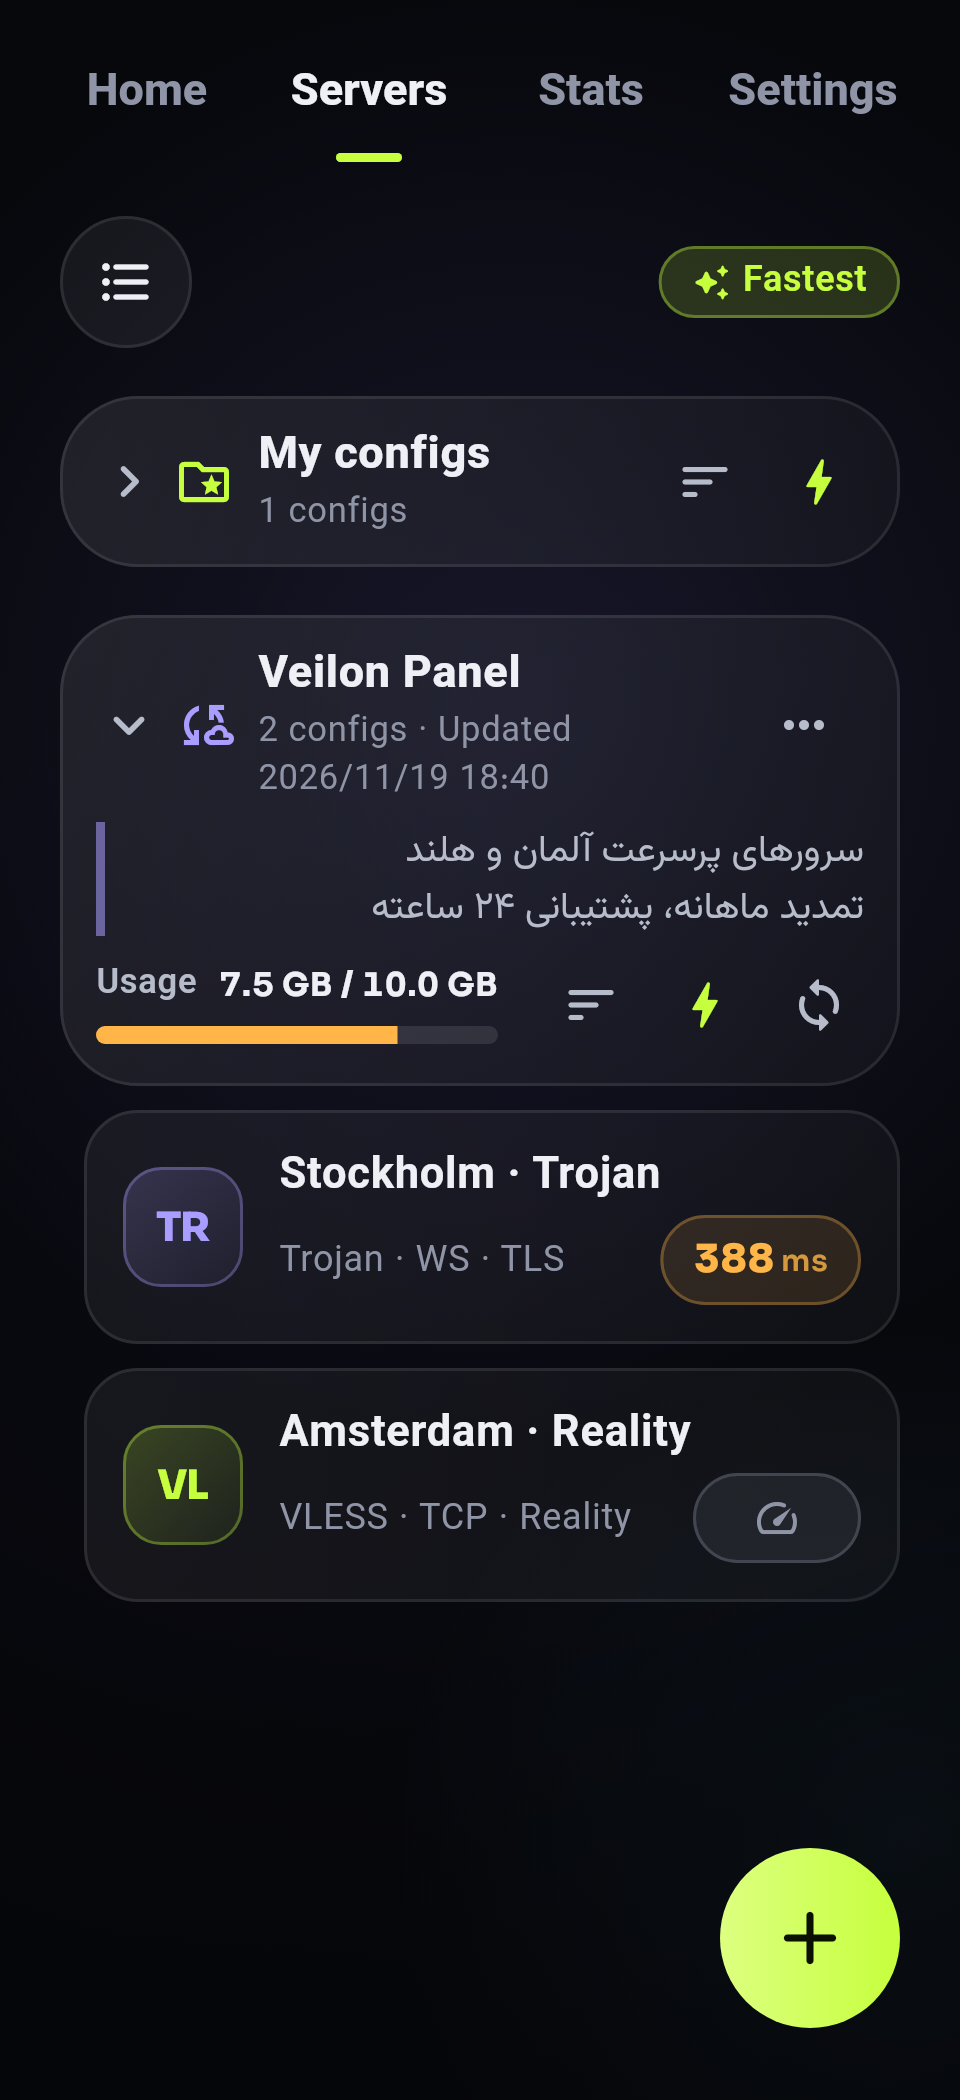 Home Servers Stats Settings
Fastest
My configs
1 configs
Veilon Panel
2 configs · Updated
2026/11/19 18:40
سرورهای پرسرعت آلمان و هلند
تمدید ماهانه، پشتیبانی ۲۴ ساعته
Usage 7.5 GB / 10.0 GB
TR
Stockholm · Trojan
Trojan · WS · TLS
388 ms
VL
Amsterdam · Reality
VLESS · TCP · Reality